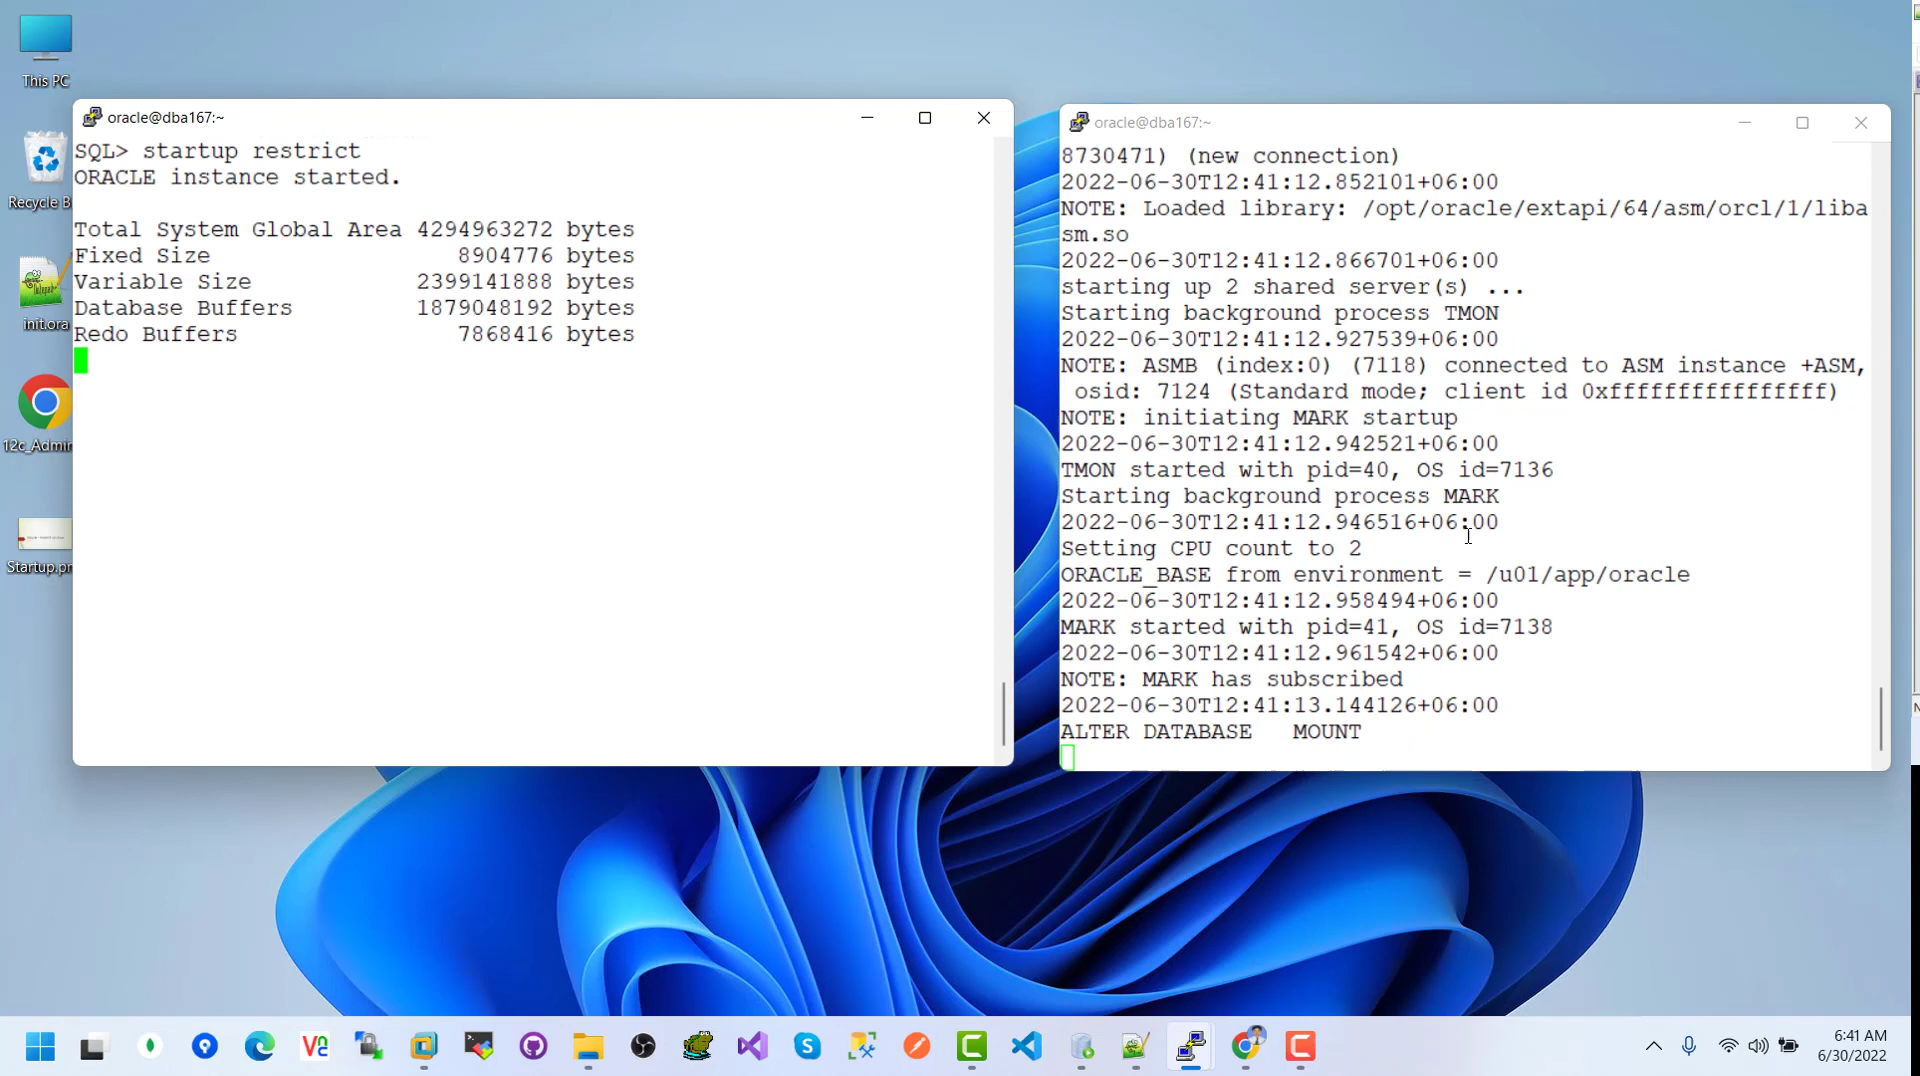 This PC
Recycle B
init.ora
12c_Admin
Startup.p
oracle@dba167:~
SQL> startup restrict
ORACLE instance started.
Total System Global Area 4294963272 bytes
Fixed Size 8904776 bytes
Variable Size 2399141888 bytes
Database Buffers 1879048192 bytes
Redo Buffers 7868416 bytes
oracle@dba167:~
8730471) (new connection)
2022-06-30T12:41:12.852101+06:00
NOTE: Loaded library: /opt/oracle/extapi/64/asm/orcl/1/liba
sm.so
2022-06-30T12:41:12.866701+06:00
starting up 2 shared server(s) ...
Starting background process TMON
2022-06-30T12:41:12.927539+06:00
NOTE: ASMB (index:0) (7118) connected to ASM instance +ASM,
osid: 7124 (Standard mode; client id 0xffffffffffffffff)
NOTE: initiating MARK startup
2022-06-30T12:41:12.942521+06:00
TMON started with pid=40, OS id=7136
Starting background process MARK
2022-06-30T12:41:12.946516+06:00
Setting CPU count to 2
ORACLE_BASE from environment = /u01/app/oracle
2022-06-30T12:41:12.958494+06:00
MARK started with pid=41, OS id=7138
2022-06-30T12:41:12.961542+06:00
NOTE: MARK has subscribed
2022-06-30T12:41:13.144126+06:00
ALTER DATABASE MOUNT
6:41 AM
6/30/2022